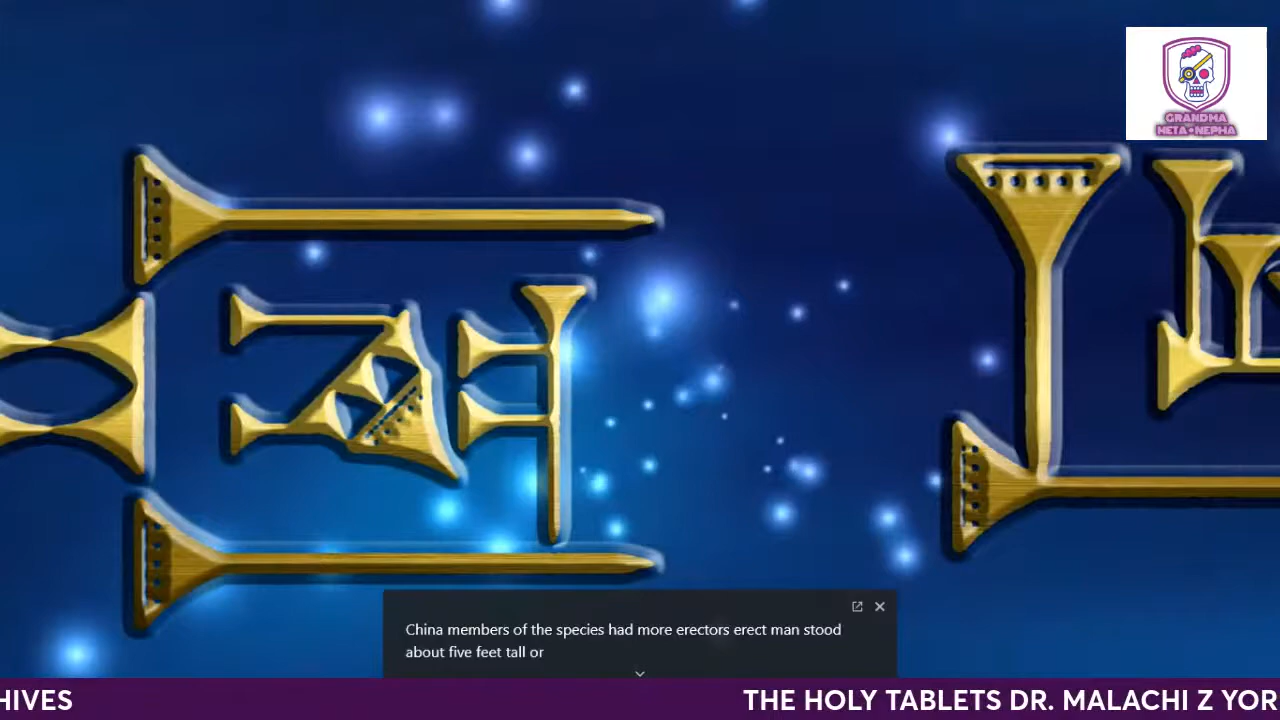 GRANDMA
META•NEPHA
China members of the species had more erectors erect man stood
about five feet tall or
HIVES
THE HOLY TABLETS DR. MALACHI Z YOR